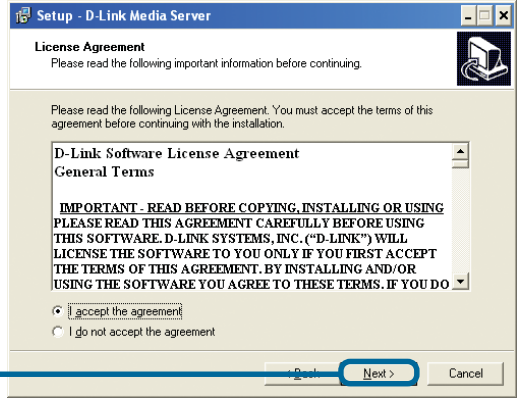 Setup - D-Link Media Server
License Agreement
Please read the following important information before continuing.
Please read the following License Agreement. You must accept the terms of this
agreement before continuing with the installation.
D-Link Software License Agreement
General Terms
IMPORTANT - READ BEFORE COPYING, INSTALLING OR USING
PLEASE READ THIS AGREEMENT CAREFULLY BEFORE USING
THIS SOFTWARE. D-LINK SYSTEMS, INC. (“D-LINK”) WILL
LICENSE THE SOFTWARE TO YOU ONLY IF YOU FIRST ACCEPT
THE TERMS OF THIS AGREEMENT. BY INSTALLING AND/OR
USING THE SOFTWARE YOU AGREE TO THESE TERMS. IF YOU DO
I accept the agreement
I do not accept the agreement
Next > Cancel